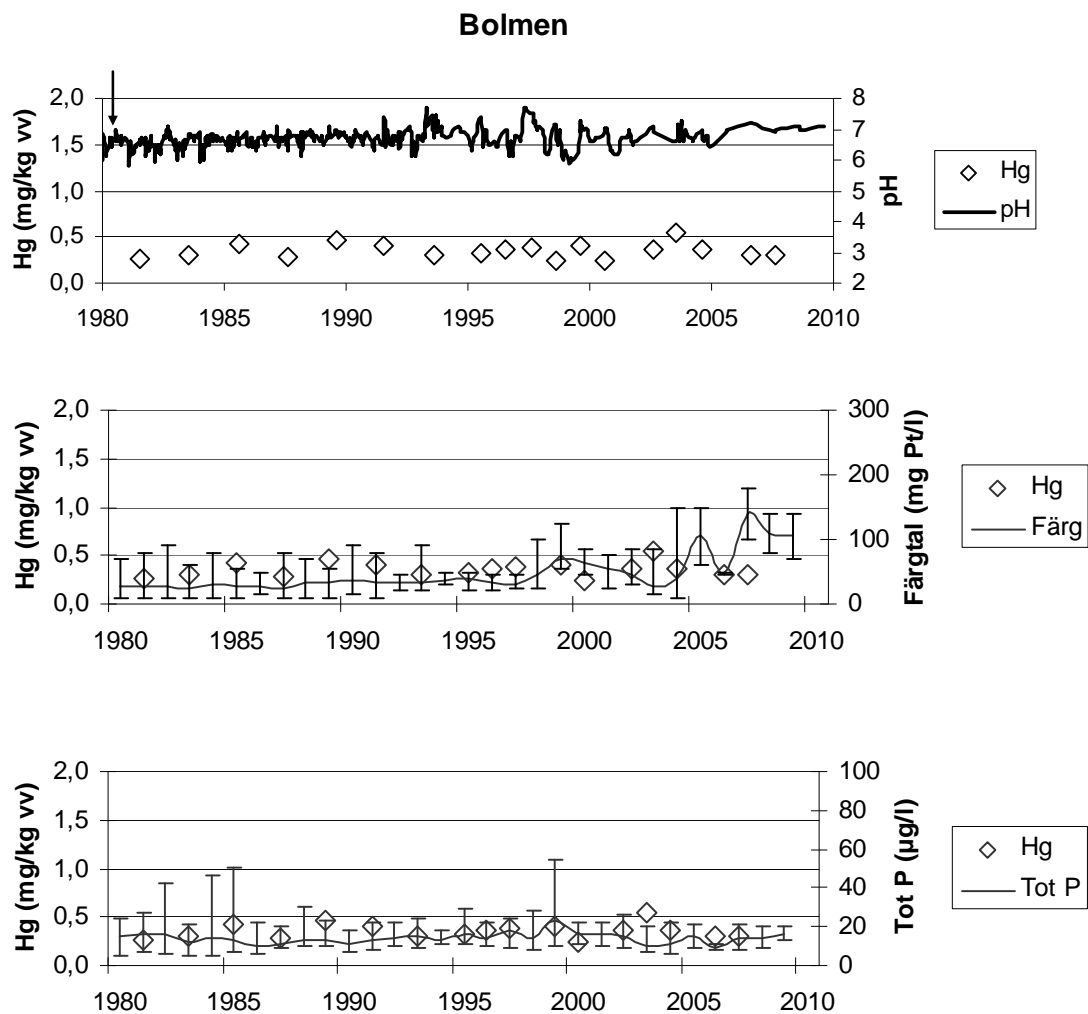 Bolmen
Hg (mg/kg vv)
2,0
1,5
1,0
0,5
0,0
8
7
6
5
4
3
2
pH
1980 1985 1990 1995 2000 2005 2010
Hg
pH
Hg (mg/kg vv)
2,0
1,5
1,0
0,5
0,0
300
200
100
0
Färgtal (mg Pt/l)
1980 1985 1990 1995 2000 2005 2010
Hg
Färg
Hg (mg/kg vv)
2,0
1,5
1,0
0,5
0,0
100
80
60
40
20
0
Tot P (µg/l)
1980 1985 1990 1995 2000 2005 2010
Hg
Tot P